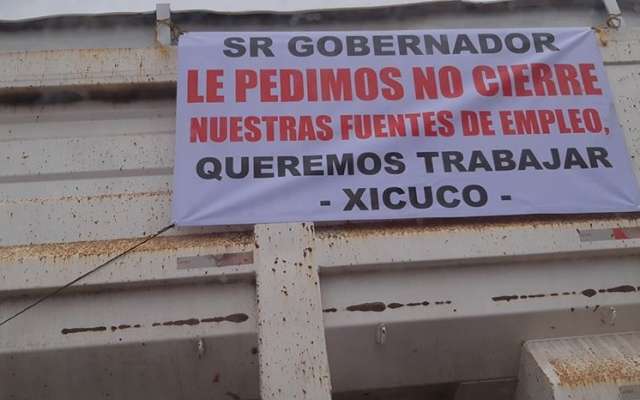 SR GOBERNADOR
LE PEDIMOS NO CIERRE
NUESTRAS FUENTES DE EMPLEO,
QUEREMOS TRABAJAR
- XICUCO -